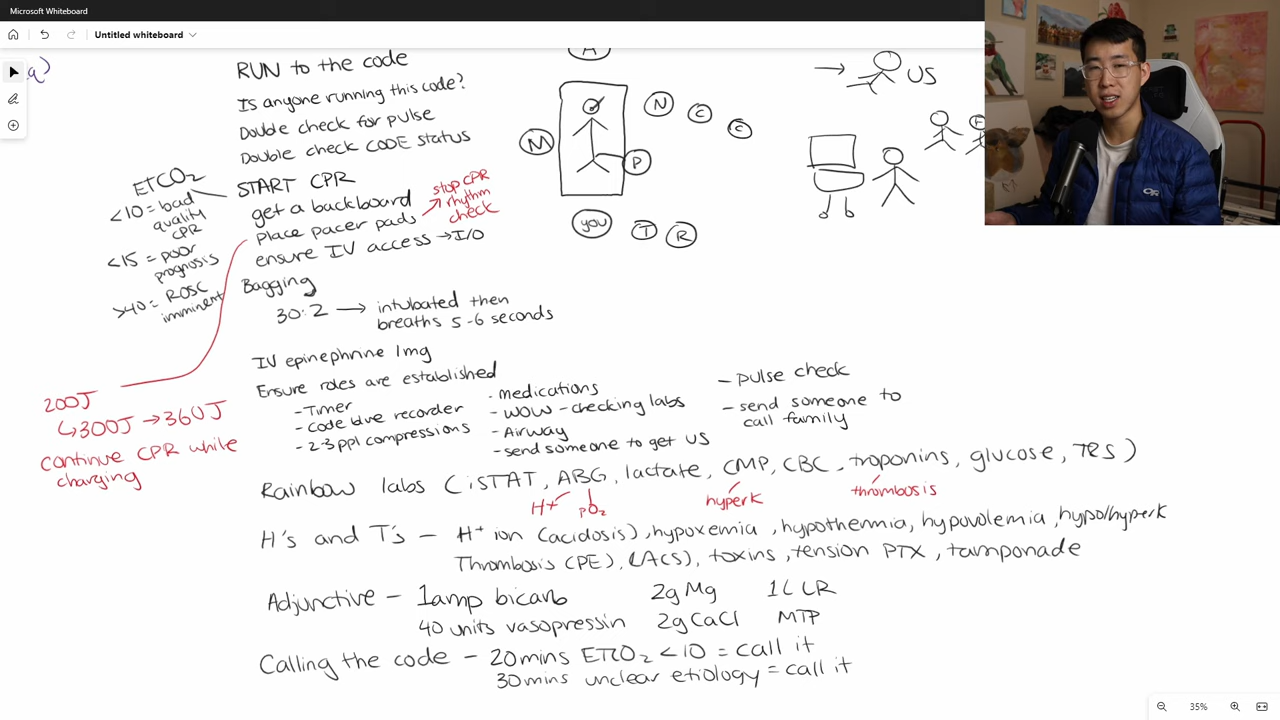 Microsoft Whiteboard
Untitled whiteboard
a)
RUN to the code
Is anyone running this code?
Double check for pulse
Double check CODE status
START CPR
get a backboard
place pacer pads
ensure IV access → I/O
stop CPR
rhythm
check
ETCO2
<10 = bad
quality
CPR
<15 = poor
prognosis
>40 = ROSC
imminent
Bagging
30:2 → intubated then
breaths 5-6 seconds
IV epinephrine 1mg
Ensure roles are established
- Timer
- code blue recorder
- 2-3 ppl compressions
- medications
- WOW - checking labs
- Airway
- send someone to get US
- pulse check
- send someone to
call family
200J
↳300J → 360J
continue CPR while
charging
Rainbow labs (iSTAT, ABG, lactate, CMP, CBC, troponins, glucose, T&S)
H+
pO2
hyperk
thrombosis
H's and T's - H+ ion (acidosis), hypoxemia, hypothermia, hypovolemia, hypo/hyperk
Thrombosis (PE), (ACS), toxins, tension PTX, tamponade
Adjunctive - 1amp bicarb 2g Mg 1L LR
40 units vasopressin 2g CaCl MTP
Calling the code - 20mins ETCO2 <10 = call it
30mins unclear etiology = call it
A
M
N
C
C
P
you
T
R
→ US
F
OR
35%